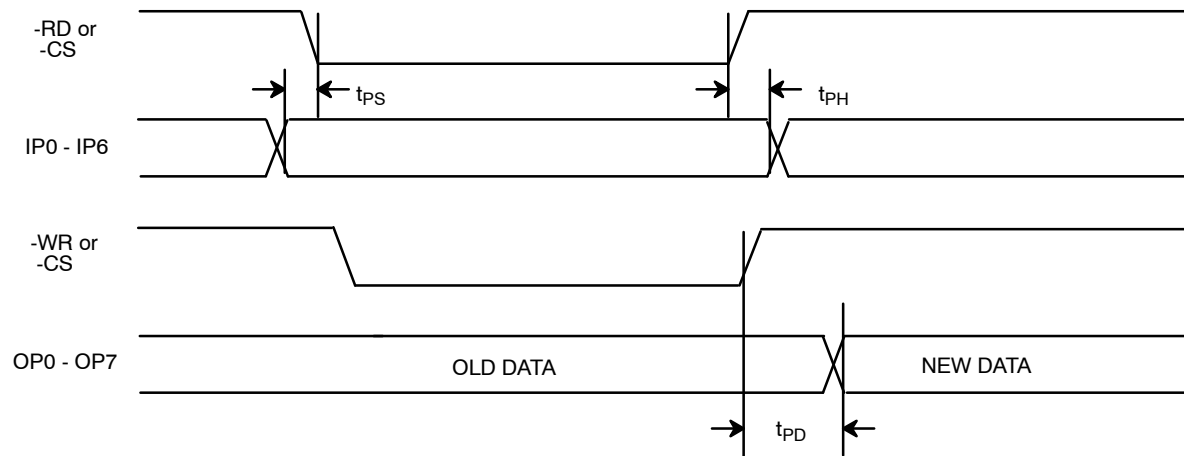 -RD or
-CS
tPS
tPH
IP0 - IP6
-WR or
-CS
OP0 - OP7
OLD DATA
NEW DATA
tPD